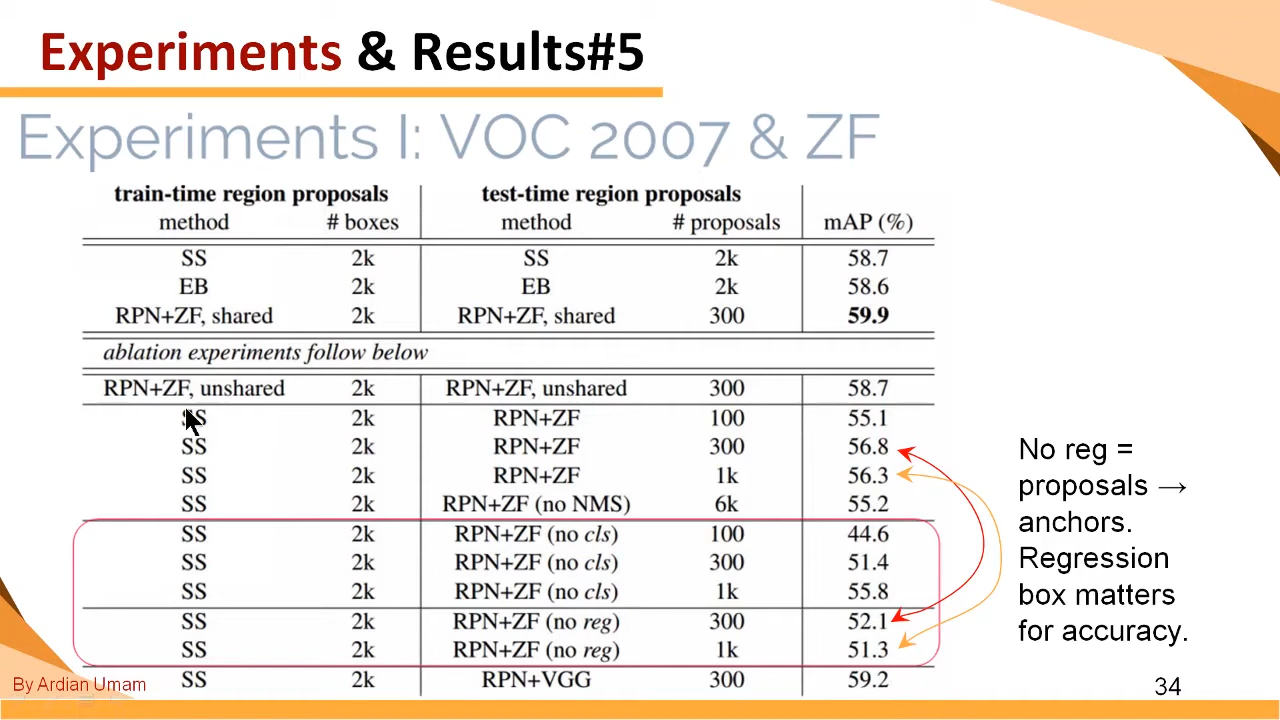 Experiments & Results#5
Experiments I: VOC 2007 & ZF
train-time region proposals test-time region proposals
method # boxes method # proposals mAP (%)
SS 2k SS 2k 58.7
EB 2k EB 2k 58.6
RPN+ZF, shared 2k RPN+ZF, shared 300 59.9
ablation experiments follow below
RPN+ZF, unshared 2k RPN+ZF, unshared 300 58.7
SS 2k RPN+ZF 100 55.1
SS 2k RPN+ZF 300 56.8
SS 2k RPN+ZF 1k 56.3
SS 2k RPN+ZF (no NMS) 6k 55.2
SS 2k RPN+ZF (no cls) 100 44.6
SS 2k RPN+ZF (no cls) 300 51.4
SS 2k RPN+ZF (no cls) 1k 55.8
SS 2k RPN+ZF (no reg) 300 52.1
SS 2k RPN+ZF (no reg) 1k 51.3
SS 2k RPN+VGG 300 59.2
No reg =
proposals →
anchors.
Regression
box matters
for accuracy.
By Ardian Umam
34